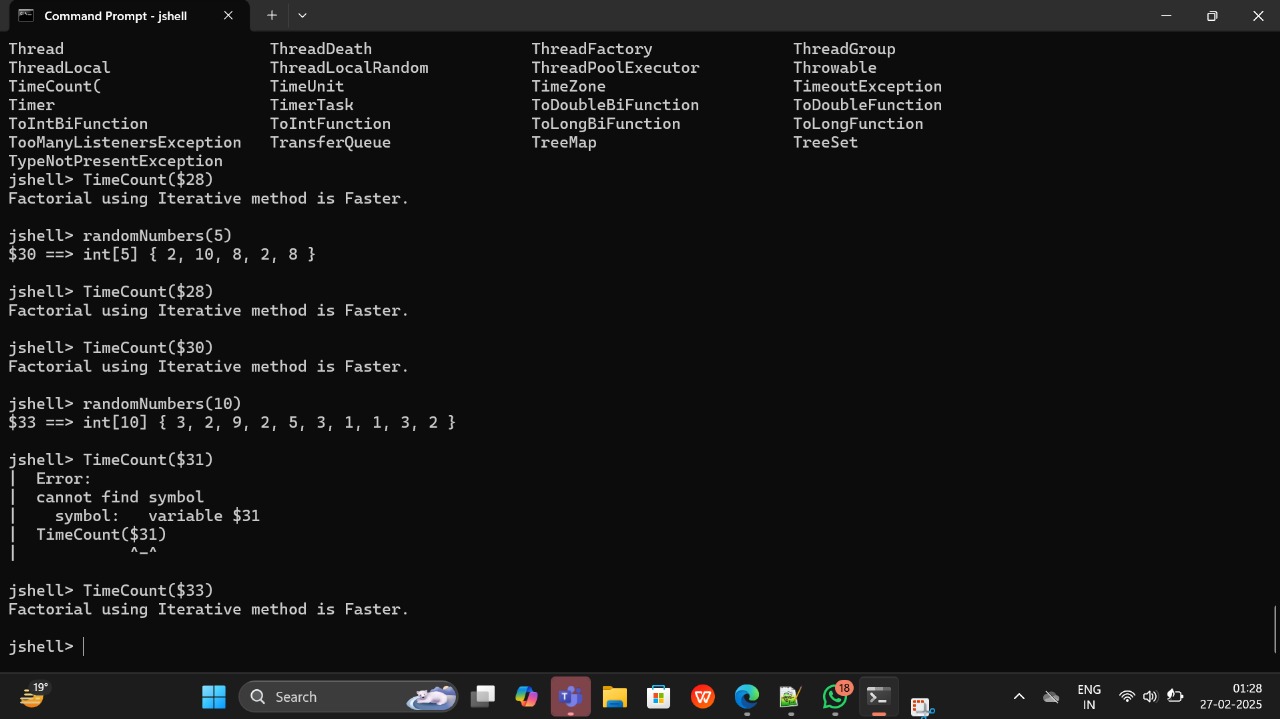 Command Prompt - jshell
Thread ThreadDeath ThreadFactory ThreadGroup
ThreadLocal ThreadLocalRandom ThreadPoolExecutor Throwable
TimeCount( TimeUnit TimeZone TimeoutException
Timer TimerTask ToDoubleBiFunction ToDoubleFunction
ToIntBiFunction ToIntFunction ToLongBiFunction ToLongFunction
TooManyListenersException TransferQueue TreeMap TreeSet
TypeNotPresentException
jshell> TimeCount($28)
Factorial using Iterative method is Faster.
jshell> randomNumbers(5)
$30 ==> int[5] { 2, 10, 8, 2, 8 }
jshell> TimeCount($28)
Factorial using Iterative method is Faster.
jshell> TimeCount($30)
Factorial using Iterative method is Faster.
jshell> randomNumbers(10)
$33 ==> int[10] { 3, 2, 9, 2, 5, 3, 1, 1, 3, 2 }
jshell> TimeCount($31)
| Error:
| cannot find symbol
| symbol: variable $31
| TimeCount($31)
| ^-^
jshell> TimeCount($33)
Factorial using Iterative method is Faster.
jshell>
19°
Search
18
ENG
IN
01:28
27-02-2025